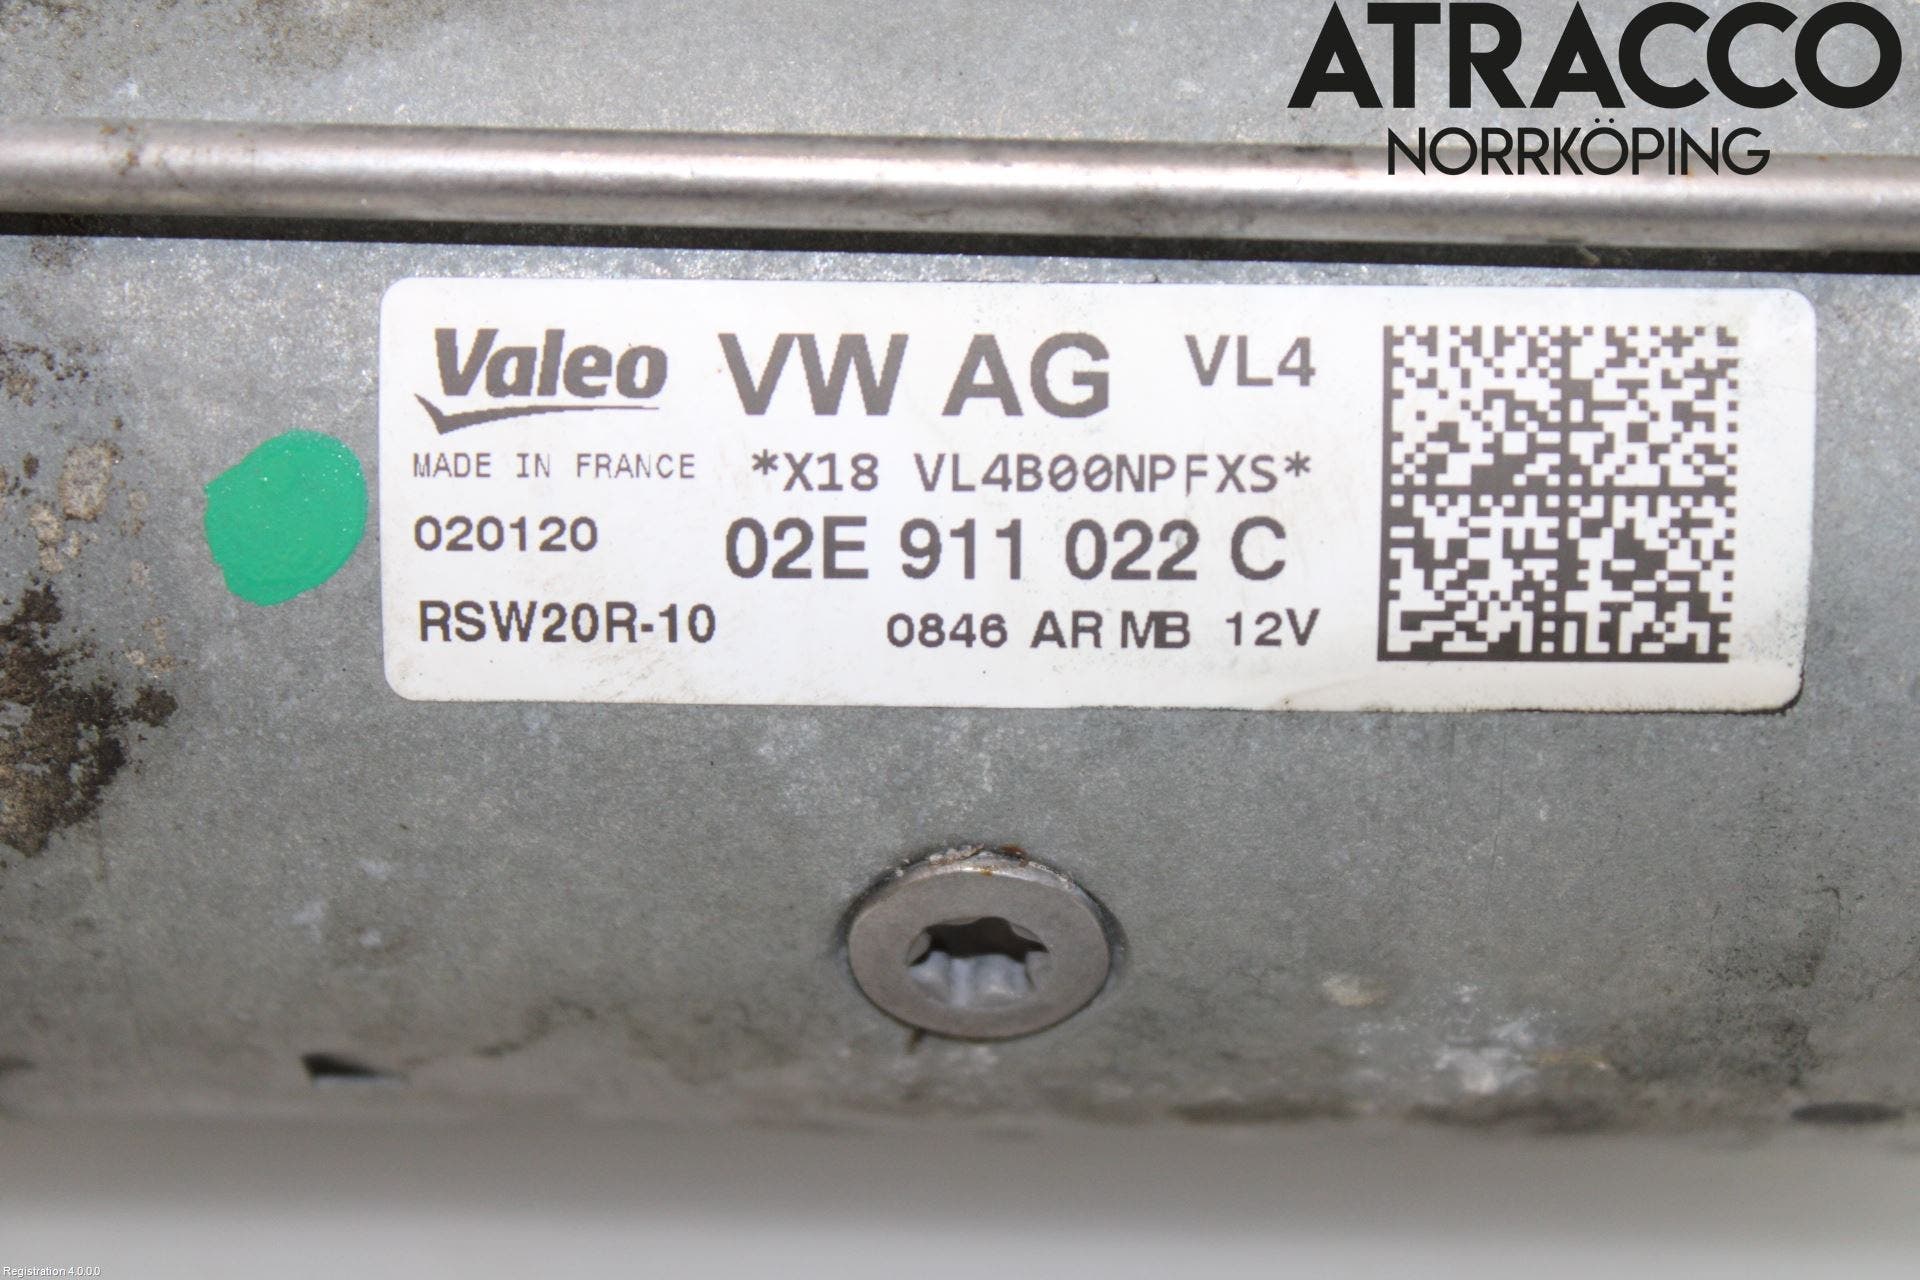 ATRACCO
NORRKÖPING
Valeo VW AG VL4
MADE IN FRANCE *X18 VL4B00NPFXS*
020120 02E 911 022 C
RSW20R-10 0846 AR MB 12V
Registration 4.0.0.0